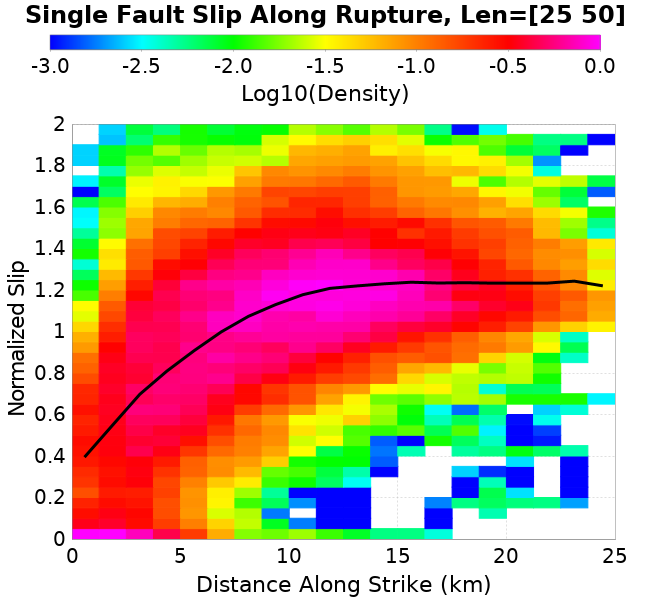 Single Fault Slip Along Rupture, Len=[25 50]
-3.0 -2.5 -2.0 -1.5 -1.0 -0.5 0.0
Log10(Density)
2
1.8
1.6
1.4
1.2
1
0.8
0.6
0.4
0.2
0
Normalized Slip
0 5 10 15 20 25
Distance Along Strike (km)